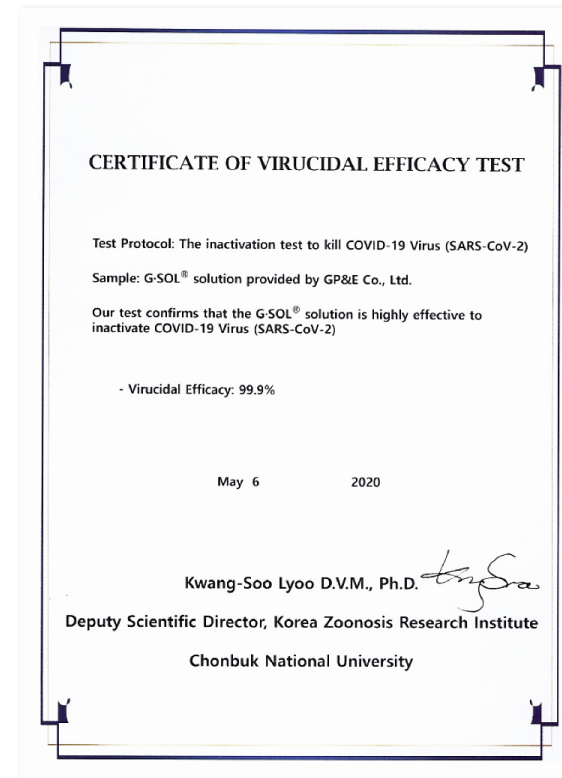 CERTIFICATE OF VIRUCIDAL EFFICACY TEST
Test Protocol: The inactivation test to kill COVID-19 Virus (SARS-CoV-2)
Sample: G·SOL® solution provided by GP&E Co., Ltd.
Our test confirms that the G·SOL® solution is highly effective to
inactivate COVID-19 Virus (SARS-CoV-2)
- Virucidal Efficacy: 99.9%
May 6 2020
Kwang-Soo Lyoo D.V.M., Ph.D.
Deputy Scientific Director, Korea Zoonosis Research Institute
Chonbuk National University